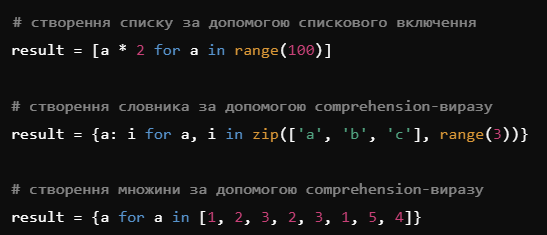 # створення списку за допомогою спискового включення
result = [a * 2 for a in range(100)]
# створення словника за допомогою comprehension-виразу
result = {a: i for a, i in zip(['a', 'b', 'c'], range(3))}
# створення множини за допомогою comprehension-виразу
result = {a for a in [1, 2, 3, 2, 3, 1, 5, 4]}